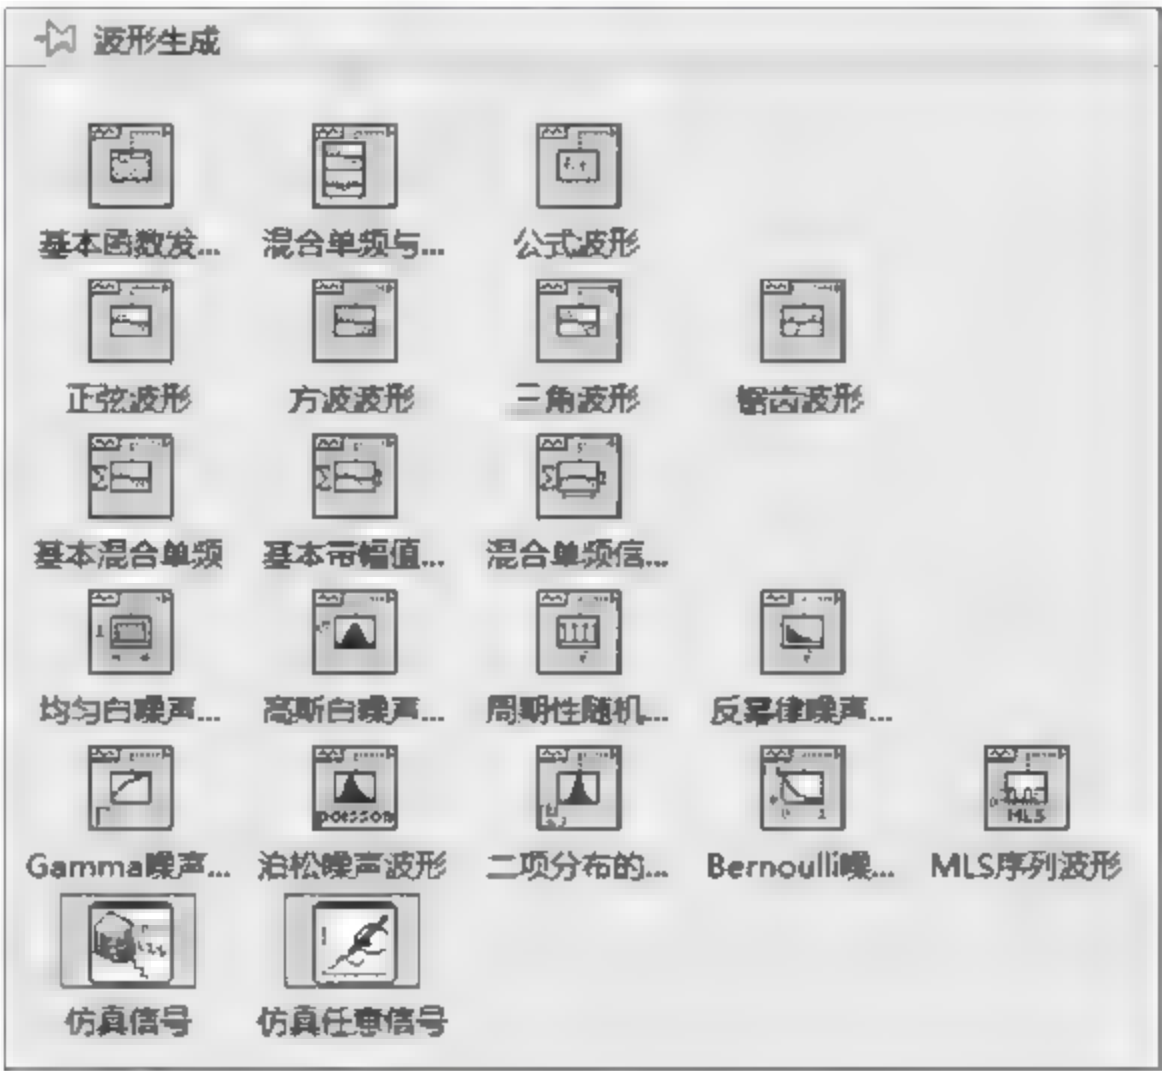 波形生成
基本函数发... 混合单频与... 公式波形
正弦波形 方波波形 三角波形 锯齿波形
基本混合单频 基本带幅值... 混合单频信...
均匀白噪声... 高斯白噪声... 周期性随机... 反幂律噪声...
poisson MLS
Gamma噪声... 泊松噪声波形 二项分布的... Bernoulli噪... MLS序列波形
仿真信号 仿真任意信号